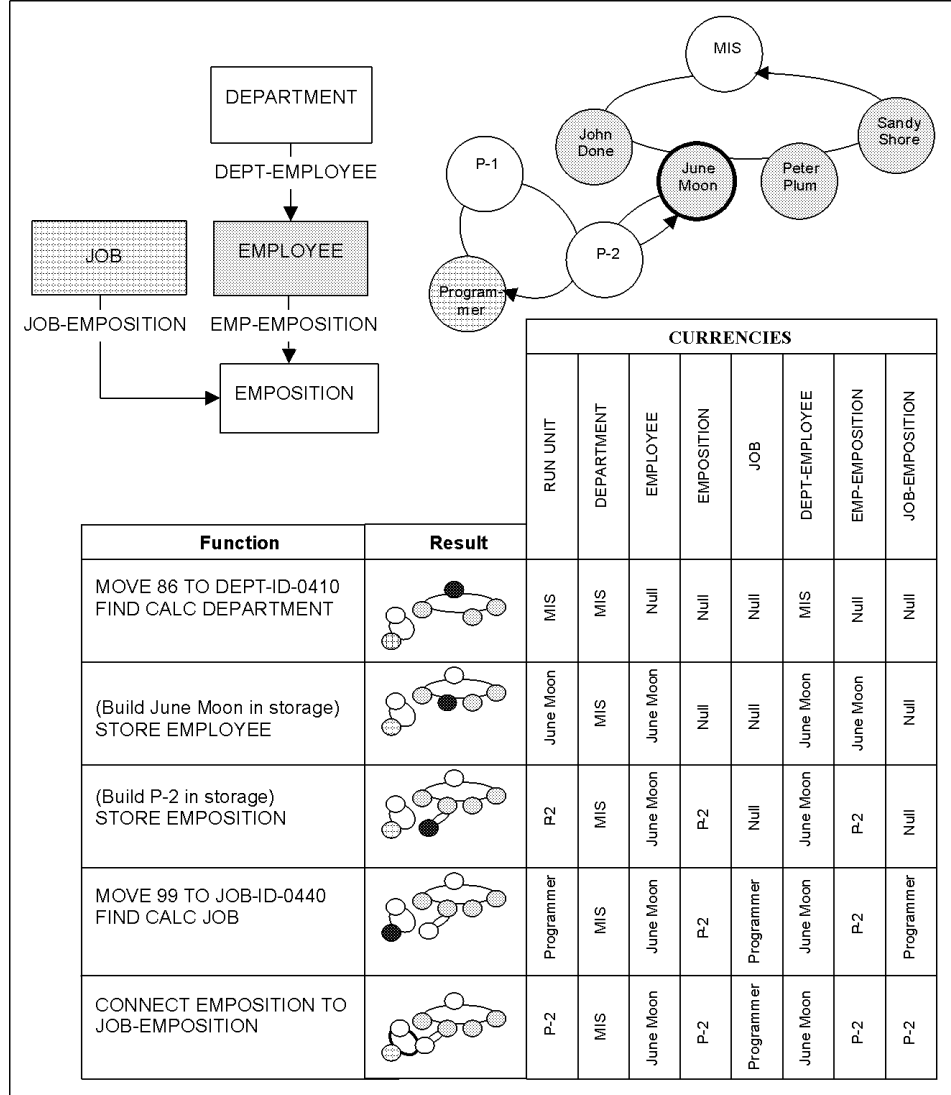 DEPARTMENT
DEPT-EMPLOYEE
JOB
EMPLOYEE
JOB-EMPOSITION
EMP-EMPOSITION
EMPOSITION
MIS
John
Done
Sandy
Shore
June
Moon
Peter
Plum
P-1
P-2
Program-
mer
CURRENCIES
RUN UNIT
DEPARTMENT
EMPLOYEE
EMPOSITION
JOB
DEPT-EMPLOYEE
EMP-EMPOSITION
JOB-EMPOSITION
Function
Result
MOVE 86 TO DEPT-ID-0410
FIND CALC DEPARTMENT
MIS
MIS
Null
Null
Null
MIS
Null
Null
(Build June Moon in storage)
STORE EMPLOYEE
June Moon
MIS
June Moon
Null
Null
June Moon
June Moon
Null
(Build P-2 in storage)
STORE EMPOSITION
P-2
MIS
June Moon
P-2
Null
June Moon
P-2
Null
MOVE 99 TO JOB-ID-0440
FIND CALC JOB
Programmer
MIS
June Moon
P-2
Programmer
June Moon
P-2
Programmer
CONNECT EMPOSITION TO
JOB-EMPOSITION
P-2
MIS
June Moon
P-2
Programmer
June Moon
P-2
P-2